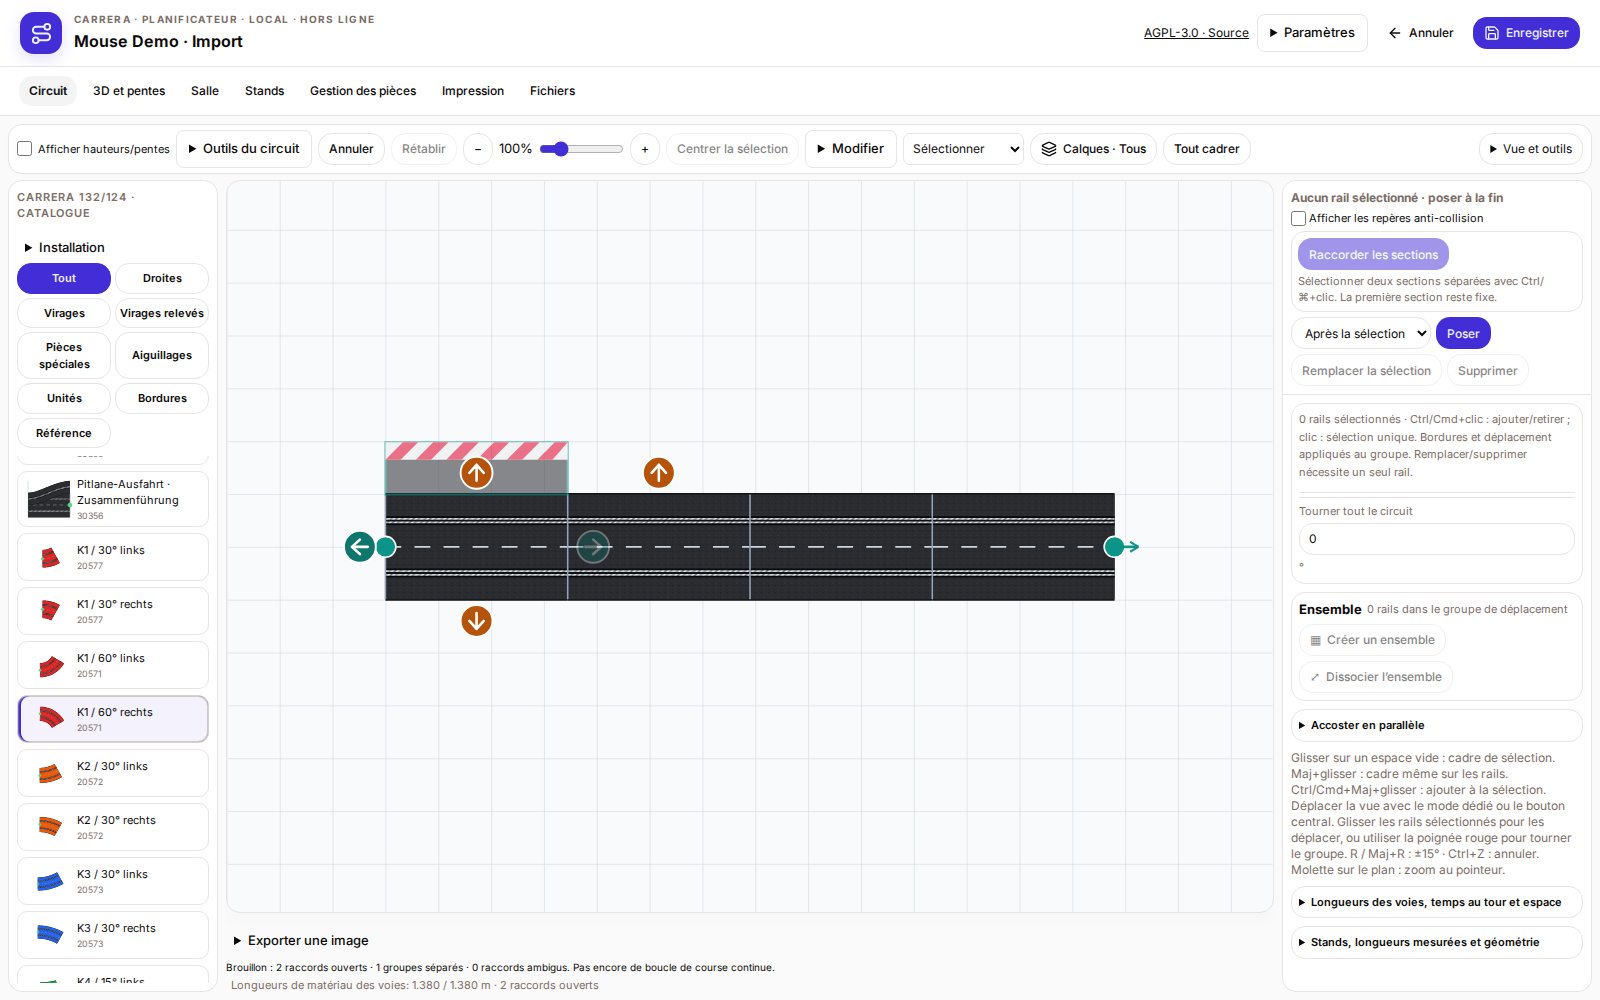 CARRERA · PLANIFICATEUR · LOCAL · HORS LIGNE
Mouse Demo · Import
AGPL-3.0 · Source
Paramètres
Annuler
Enregistrer
Circuit
3D et pentes
Salle
Stands
Gestion des pièces
Impression
Fichiers
Afficher hauteurs/pentes
Outils du circuit
Annuler
Rétablir
−
100%
+
Centrer la sélection
Modifier
Sélectionner
Calques · Tous
Tout cadrer
Vue et outils
CARRERA 132/124 ·
CATALOGUE
Installation
Tout
Droites
Virages
Virages relevés
Pièces
spéciales
Aiguillages
Unités
Bordures
Référence
Pitlane-Ausfahrt ·
Zusammenführung
30356
K1 / 30° links
20577
K1 / 30° rechts
20577
K1 / 60° links
20571
K1 / 60° rechts
20571
K2 / 30° links
20572
K2 / 30° rechts
20572
K3 / 30° links
20573
K3 / 30° rechts
20573
K4 / 15° links
Exporter une image
Brouillon : 2 raccords ouverts · 1 groupes séparés · 0 raccords ambigus. Pas encore de boucle de course continue.
Longueurs de matériau des voies: 1.380 / 1.380 m · 2 raccords ouverts
Aucun rail sélectionné · poser à la fin
Afficher les repères anti-collision
Raccorder les sections
Sélectionner deux sections séparées avec Ctrl/
⌘+clic. La première section reste fixe.
Après la sélection
Poser
Remplacer la sélection
Supprimer
0 rails sélectionnés · Ctrl/Cmd+clic : ajouter/retirer ;
clic : sélection unique. Bordures et déplacement
appliqués au groupe. Remplacer/supprimer
nécessite un seul rail.
Tourner tout le circuit
0
°
Ensemble 0 rails dans le groupe de déplacement
Créer un ensemble
Dissocier l’ensemble
Accoster en parallèle
Glisser sur un espace vide : cadre de sélection.
Maj+glisser : cadre même sur les rails.
Ctrl/Cmd+Maj+glisser : ajouter à la sélection.
Déplacer la vue avec le mode dédié ou le bouton
central. Glisser les rails sélectionnés pour les
déplacer, ou utiliser la poignée rouge pour tourner
le groupe. R / Maj+R : ±15° · Ctrl+Z : annuler.
Molette sur le plan : zoom au pointeur.
Longueurs des voies, temps au tour et espace
Stands, longueurs mesurées et géométrie